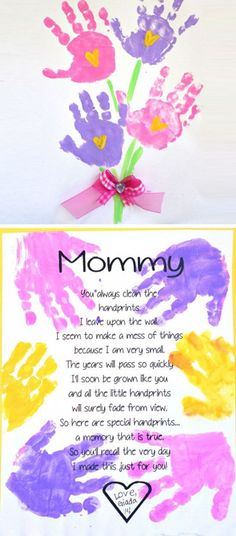 Mommy
You always clean the
handprints
I leave upon the wall.
I seem to make a mess of things
because I am very small.
The years will pass so quickly
I'll soon be grown like you
and all the little handprints
will surely fade from view.
So here are special handprints...
a memory that is true.
So you'll recall the very day
I made this just for you!
Love,
Giada